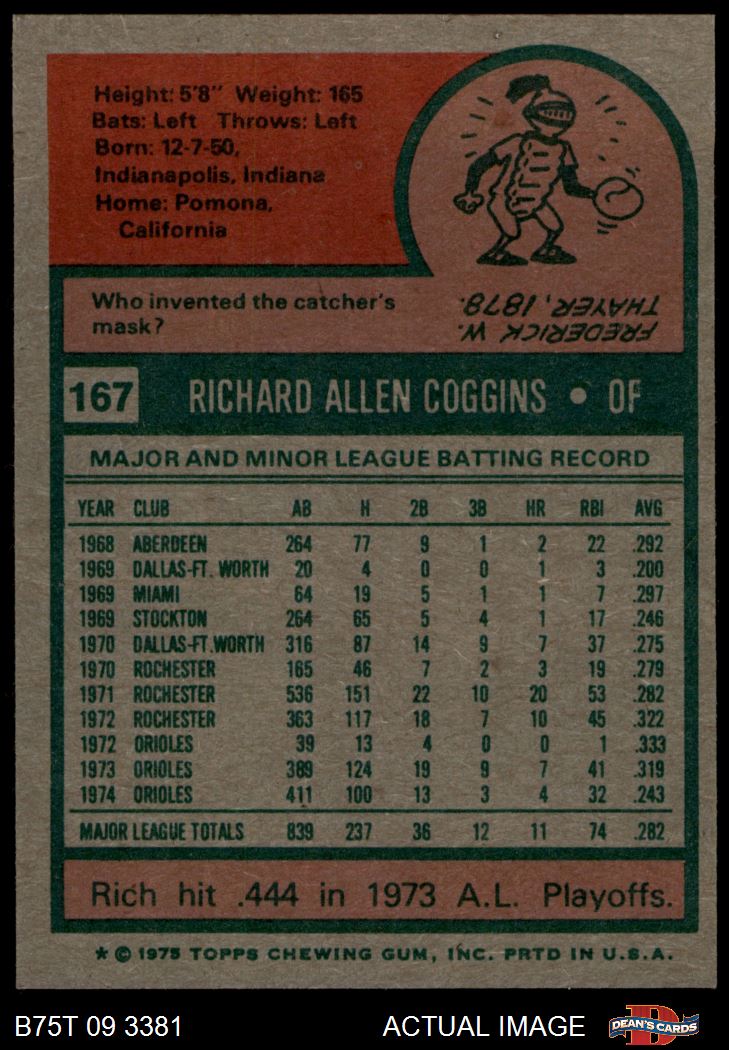 Height: 5'8" Weight: 165
Bats: Left Throws: Left
Born: 12-7-50,
Indianapolis, Indiana
Home: Pomona,
California
Who invented the catcher's
mask?
FREDERICK W.
THAYER, 1878.
167 RICHARD ALLEN COGGINS • OF
MAJOR AND MINOR LEAGUE BATTING RECORD
YEAR CLUB AB H 2B 3B HR RBI AVG
1968 ABERDEEN 264 77 9 1 2 22 .292
1969 DALLAS-FT. WORTH 20 4 0 0 1 3 .200
1969 MIAMI 64 19 5 1 1 7 .297
1969 STOCKTON 264 65 5 4 1 17 .246
1970 DALLAS-FT.WORTH 316 87 14 9 7 37 .275
1970 ROCHESTER 165 46 7 2 3 19 .279
1971 ROCHESTER 536 151 22 10 20 53 .282
1972 ROCHESTER 363 117 18 7 10 45 .322
1972 ORIOLES 39 13 4 0 0 1 .333
1973 ORIOLES 389 124 19 9 7 41 .319
1974 ORIOLES 411 100 13 3 4 32 .243
MAJOR LEAGUE TOTALS 839 237 36 12 11 74 .282
Rich hit .444 in 1973 A.L. Playoffs.
* © 1975 TOPPS CHEWING GUM, INC. PRTD IN U.S.A.
B75T 09 3381 ACTUAL IMAGE DEAN'S CARDS